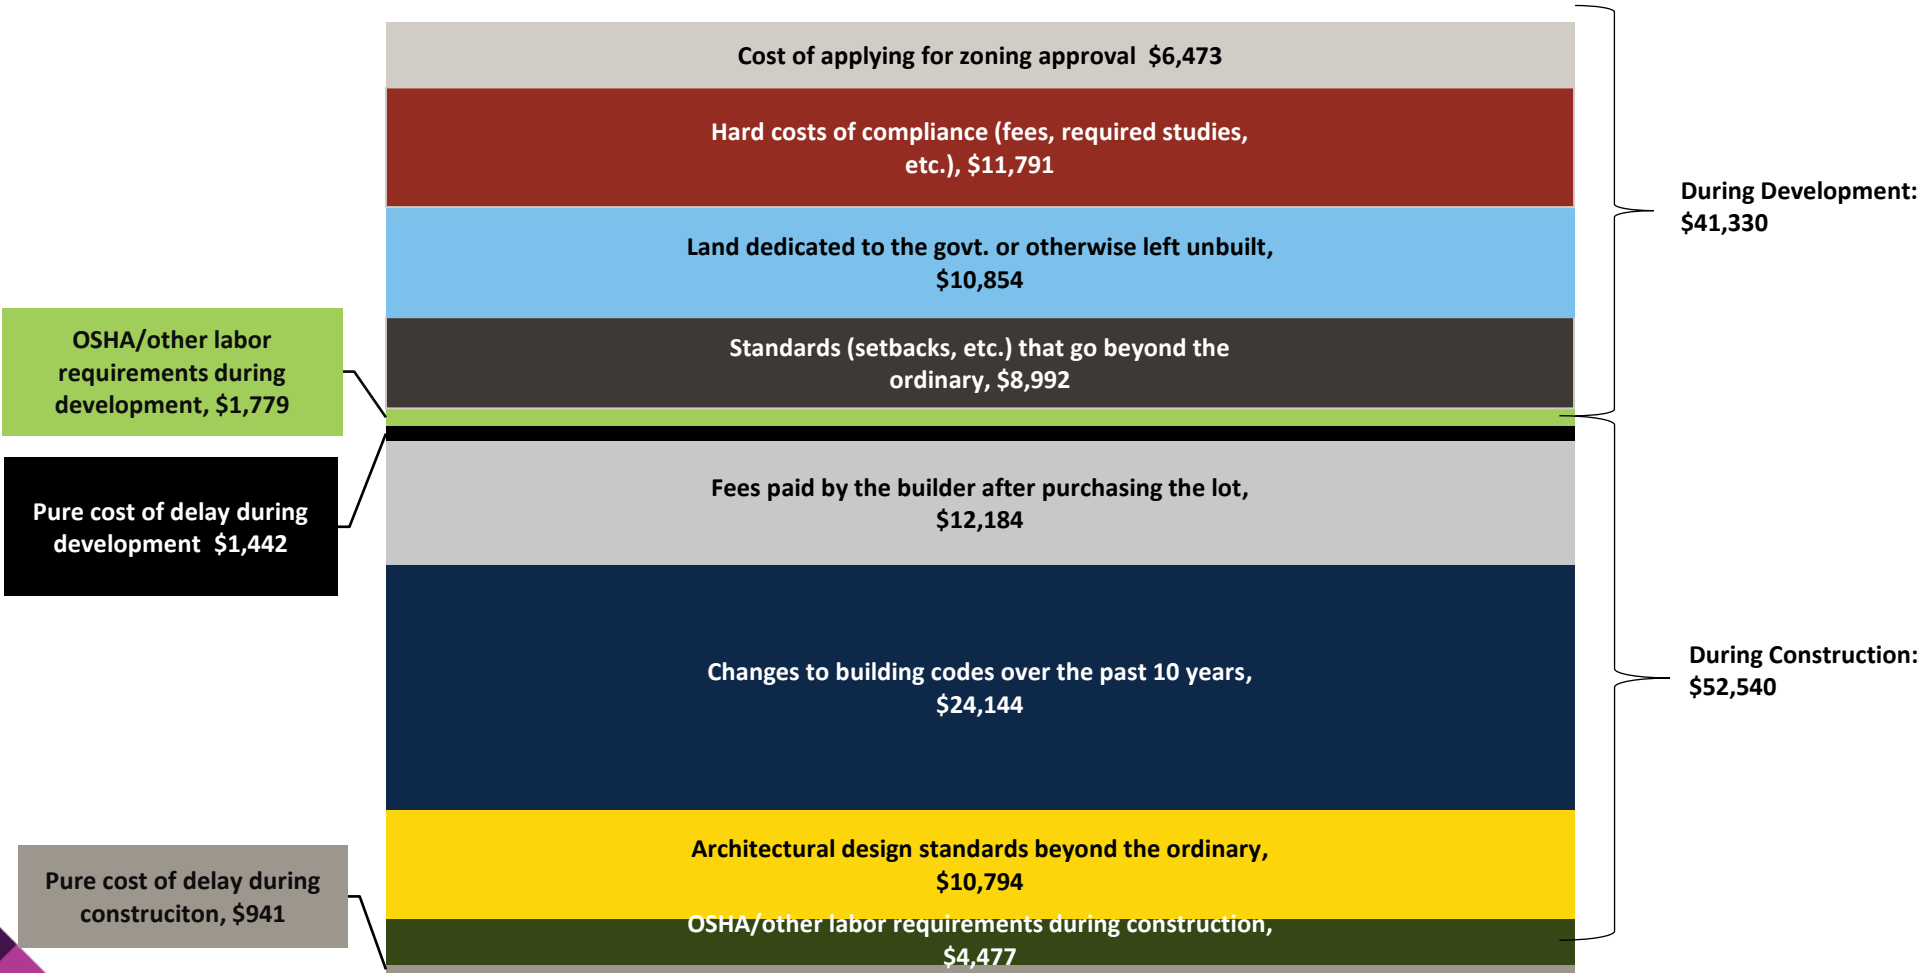 Cost of applying for zoning approval  $6,473
Hard costs of compliance (fees, required studies,
etc.), $11,791
Land dedicated to the govt. or otherwise left unbuilt,
$10,854
Standards (setbacks, etc.) that go beyond the
ordinary, $8,992
OSHA/other labor
requirements during
development, $1,779
Pure cost of delay during
development  $1,442
Fees paid by the builder after purchasing the lot,
$12,184
Changes to building codes over the past 10 years,
$24,144
Architectural design standards beyond the ordinary,
$10,794
OSHA/other labor requirements during construction,
$4,477
Pure cost of delay during
construciton, $941
During Development:
$41,330
During Construction:
$52,540